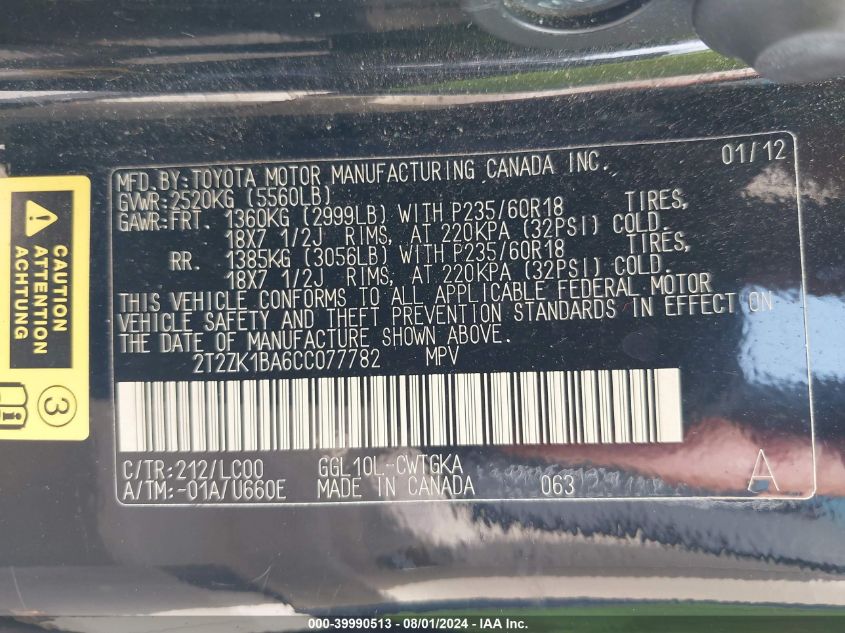 MFD. BY: TOYOTA MOTOR MANUFACTURING CANADA INC. 01/12
GVWR: 2520KG (5560LB)
GAWR: FRT. 1360KG (2999LB) WITH P235/60R18 TIRES,
18X7 1/2J RIMS, AT 220KPA (32PSI) COLD.
RR. 1385KG (3056LB) WITH P235/60R18 TIRES,
18X7 1/2J RIMS, AT 220KPA (32PSI) COLD.
THIS VEHICLE CONFORMS TO ALL APPLICABLE FEDERAL MOTOR
VEHICLE SAFETY AND THEFT PREVENTION STANDARDS IN EFFECT ON
THE DATE OF MANUFACTURE SHOWN ABOVE.
2T2ZK1BA6CC077782 MPV
C/TR: 212/LC00 GGL10L-CWTGKA A
A/TM: -01A/U660E MADE IN CANADA 063
CAUTION
ATTENTION
ACHTUNG
3
000-39990513 - 08/01/2024 - IAA Inc.